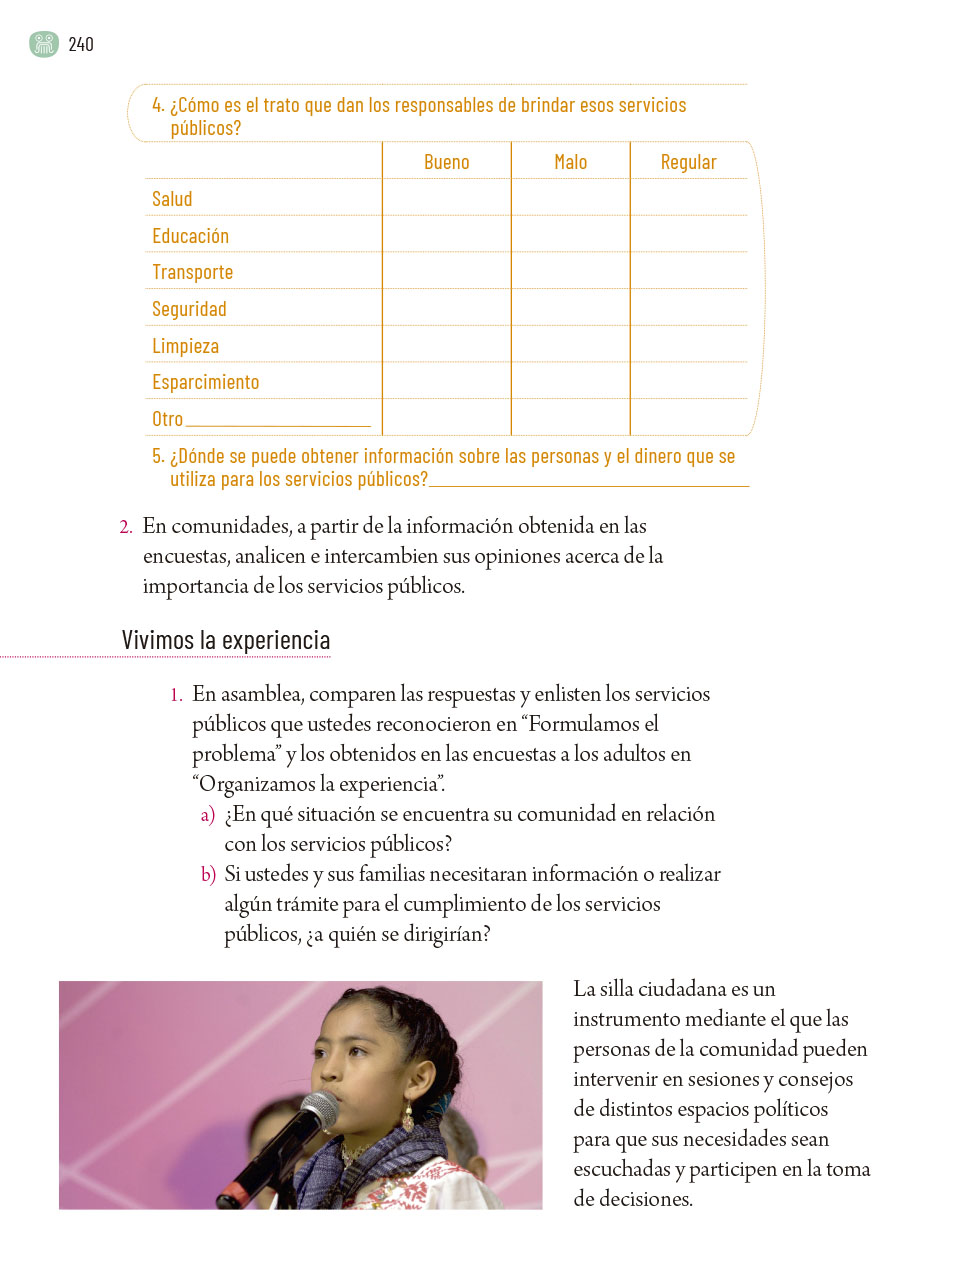 240
4. ¿Cómo es el trato que dan los responsables de brindar esos servicios
públicos?
Bueno Malo Regular
Salud
Educación
Transporte
Seguridad
Limpieza
Esparcimiento
Otro
5. ¿Dónde se puede obtener información sobre las personas y el dinero que se
utiliza para los servicios públicos?
2. En comunidades, a partir de la información obtenida en las
encuestas, analicen e intercambien sus opiniones acerca de la
importancia de los servicios públicos.
Vivimos la experiencia
1. En asamblea, comparen las respuestas y enlisten los servicios
públicos que ustedes reconocieron en “Formulamos el
problema” y los obtenidos en las encuestas a los adultos en
“Organizamos la experiencia”.
a) ¿En qué situación se encuentra su comunidad en relación
con los servicios públicos?
b) Si ustedes y sus familias necesitaran información o realizar
algún trámite para el cumplimiento de los servicios
públicos, ¿a quién se dirigirían?
La silla ciudadana es un
instrumento mediante el que las
personas de la comunidad pueden
intervenir en sesiones y consejos
de distintos espacios políticos
para que sus necesidades sean
escuchadas y participen en la toma
de decisiones.